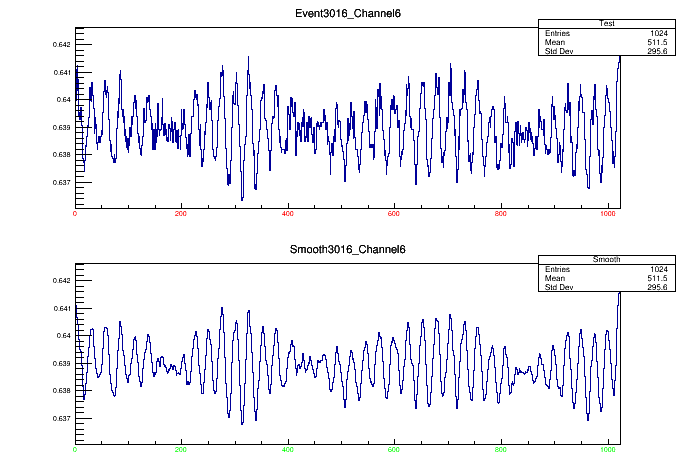 Event3016_Channel6
Test
Entries 1024
Mean 511.5
Std Dev 295.6
0.642
0.641
0.64
0.639
0.638
0.637
0 200 400 600 800 1000
Smooth3016_Channel6
Smooth
Entries 1024
Mean 511.5
Std Dev 295.6
0.642
0.641
0.64
0.639
0.638
0.637
0 200 400 600 800 1000